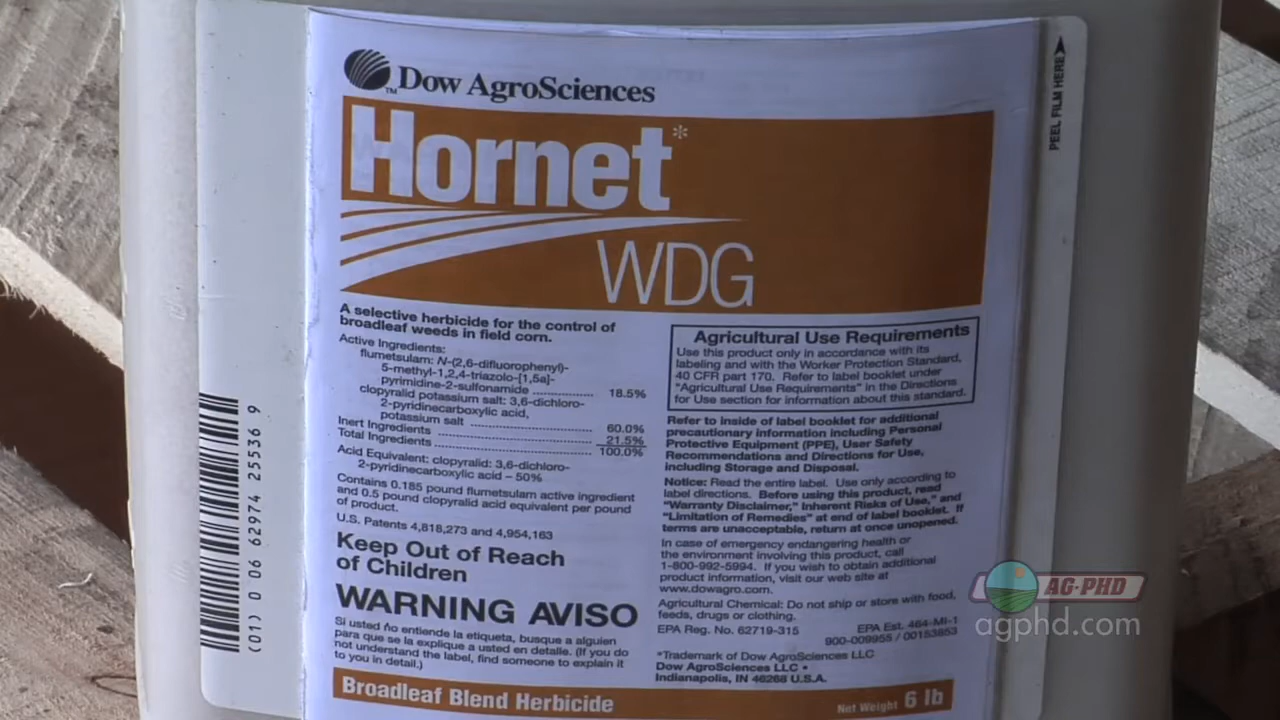 Dow AgroSciences
TM
Hornet*
WDG
A selective herbicide for the control of
broadleaf weeds in field corn.
Active Ingredients:
flumetsulam: N-(2,6-difluorophenyl)-
5-methyl-1,2,4-triazolo-[1,5a]-
pyrimidine-2-sulfonamide .............. 18.5%
clopyralid potassium salt: 3,6-dichloro-
2-pyridinecarboxylic acid,
potassium salt .............. 60.0%
Inert Ingredients .............. 21.5%
Total Ingredients .............. 100.0%
Acid Equivalent: clopyralid: 3,6-dichloro-
2-pyridinecarboxylic acid – 50%
Contains 0.185 pound flumetsulam active ingredient
and 0.5 pound clopyralid acid equivalent per pound
of product.
U.S. Patents 4,818,273 and 4,954,163
Keep Out of Reach
of Children
WARNING AVISO
Si usted no entiende la etiqueta, busque a alguien
para que se la explique a usted en detalle. (If you do
not understand the label, find someone to explain it
to you in detail.)
Agricultural Use Requirements
Use this product only in accordance with its
labeling and with the Worker Protection Standard,
40 CFR part 170. Refer to label booklet under
"Agricultural Use Requirements" in the Directions
for Use section for information about this standard.
Refer to inside of label booklet for additional
precautionary information including Personal
Protective Equipment (PPE), User Safety
Recommendations and Directions for Use,
including Storage and Disposal.
Notice: Read the entire label. Use only according to
label directions. Before using this product, read
"Warranty Disclaimer," Inherent Risks of Use," and
"Limitation of Remedies" at end of label booklet. If
terms are unacceptable, return at once unopened.
In case of emergency endangering health or
the environment involving this product, call
1-800-992-5994. If you wish to obtain additional
product information, visit our web site at
www.dowagro.com.
Agricultural Chemical: Do not ship or store with food,
feeds, drugs or clothing.
EPA Reg. No. 62719-315
EPA Est. 464-MI-1
900-009955 / 00153853
*Trademark of Dow AgroSciences LLC
Dow AgroSciences LLC •
Indianapolis, IN 46268 U.S.A.
Broadleaf Blend Herbicide
Net Weight 6 lb
(01) 0 06 62974 25536 9
PEEL FILM HERE
AG-PHD
agphd.com